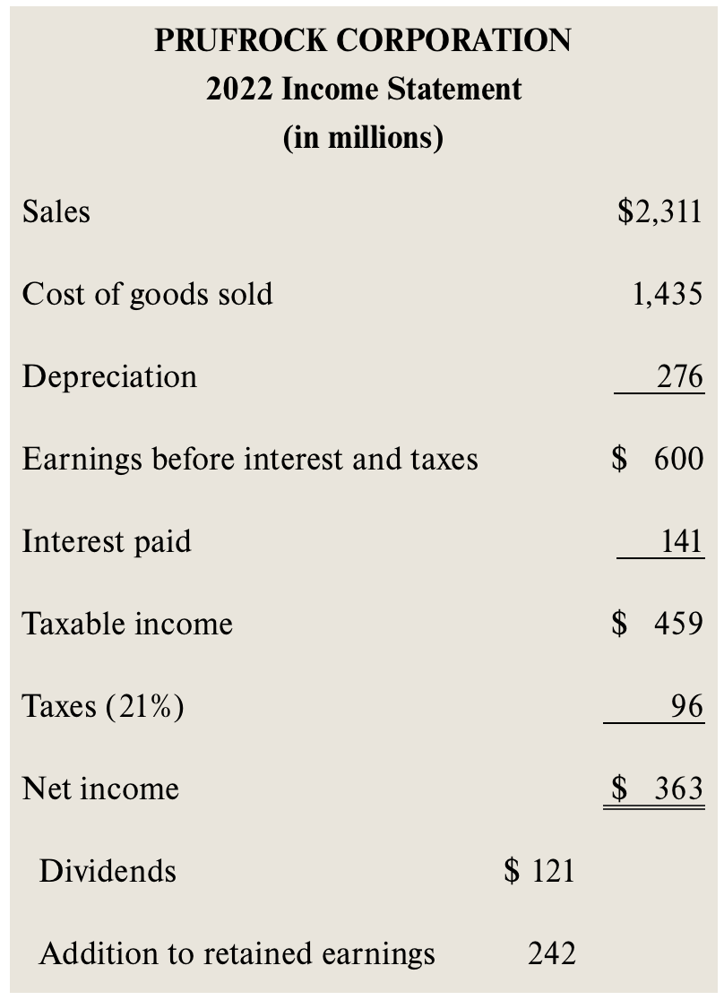 PRUFROCK CORPORATION
2022 Income Statement
(in millions)
Sales $2,311
Cost of goods sold 1,435
Depreciation 276
Earnings before interest and taxes $ 600
Interest paid 141
Taxable income $ 459
Taxes (21%) 96
Net income $ 363
Dividends $ 121
Addition to retained earnings 242